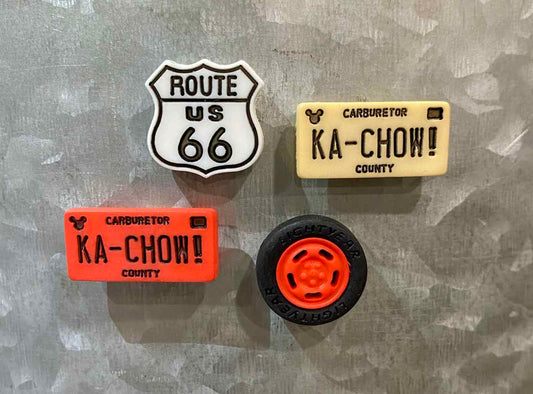 ROUTE
US
66
CARBURETOR
KA-CHOW!
COUNTY
CARBURETOR
KA-CHOW!
COUNTY
LIGHTYEAR
LIGHTYEAR